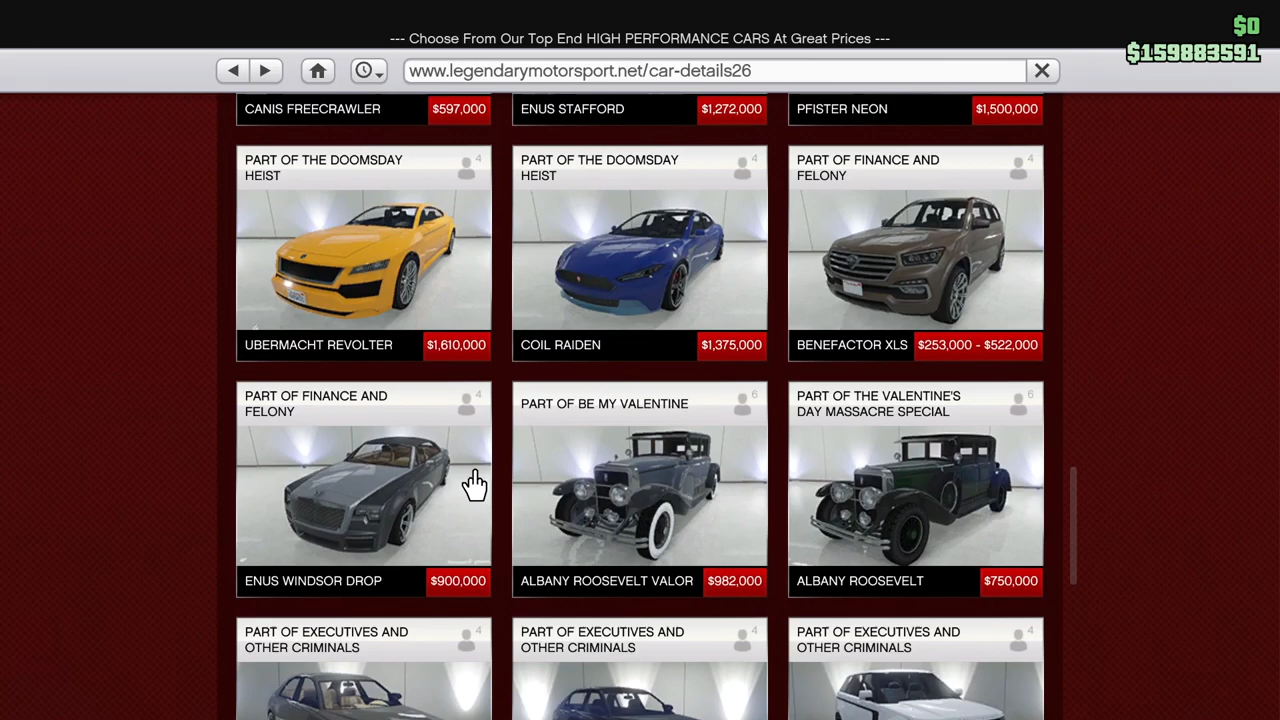 $0
--- Choose From Our Top End HIGH PERFORMANCE CARS At Great Prices ---
$159883591
www.legendarymotorsport.net/car-details26
CANIS FREECRAWLER $597,000
ENUS STAFFORD $1,272,000
PFISTER NEON $1,500,000
PART OF THE DOOMSDAY
HEIST
4
UBERMACHT REVOLTER $1,610,000
PART OF THE DOOMSDAY
HEIST
4
COIL RAIDEN $1,375,000
PART OF FINANCE AND
FELONY
4
BENEFACTOR XLS $253,000 - $522,000
PART OF FINANCE AND
FELONY
4
ENUS WINDSOR DROP $900,000
PART OF BE MY VALENTINE
6
ALBANY ROOSEVELT VALOR $982,000
PART OF THE VALENTINE'S
DAY MASSACRE SPECIAL
6
ALBANY ROOSEVELT $750,000
PART OF EXECUTIVES AND
OTHER CRIMINALS
4
PART OF EXECUTIVES AND
OTHER CRIMINALS
4
PART OF EXECUTIVES AND
OTHER CRIMINALS
4